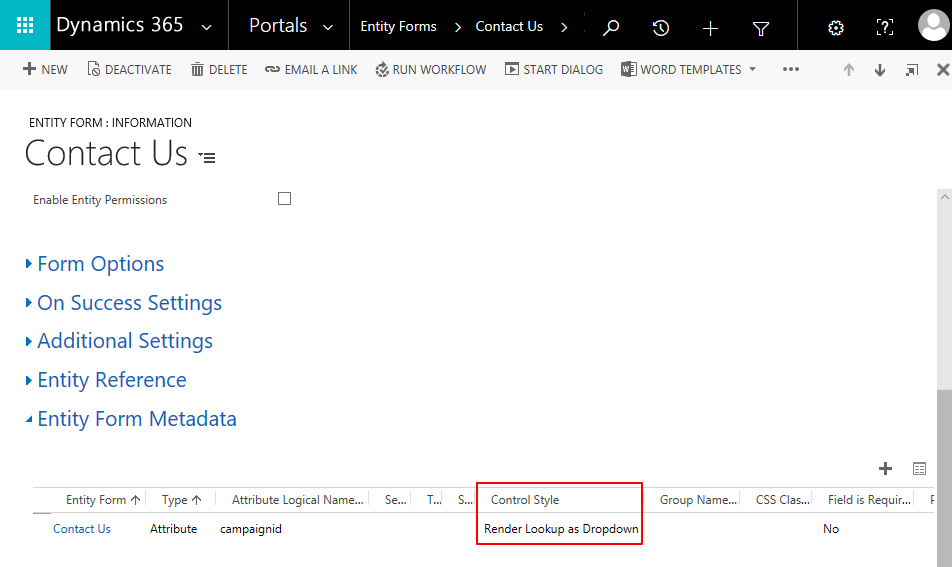 Dynamics 365 Portals Entity Forms Contact Us
NEW DEACTIVATE DELETE EMAIL A LINK RUN WORKFLOW START DIALOG WORD TEMPLATES •••
ENTITY FORM : INFORMATION
Contact Us
Enable Entity Permissions
Form Options
On Success Settings
Additional Settings
Entity Reference
Entity Form Metadata
Entity Form ↑ Type ↑ Attribute Logical Name... Se... T... S... Control Style Group Name... CSS Clas... Field is Requir...
Contact Us Attribute campaignid Render Lookup as Dropdown No